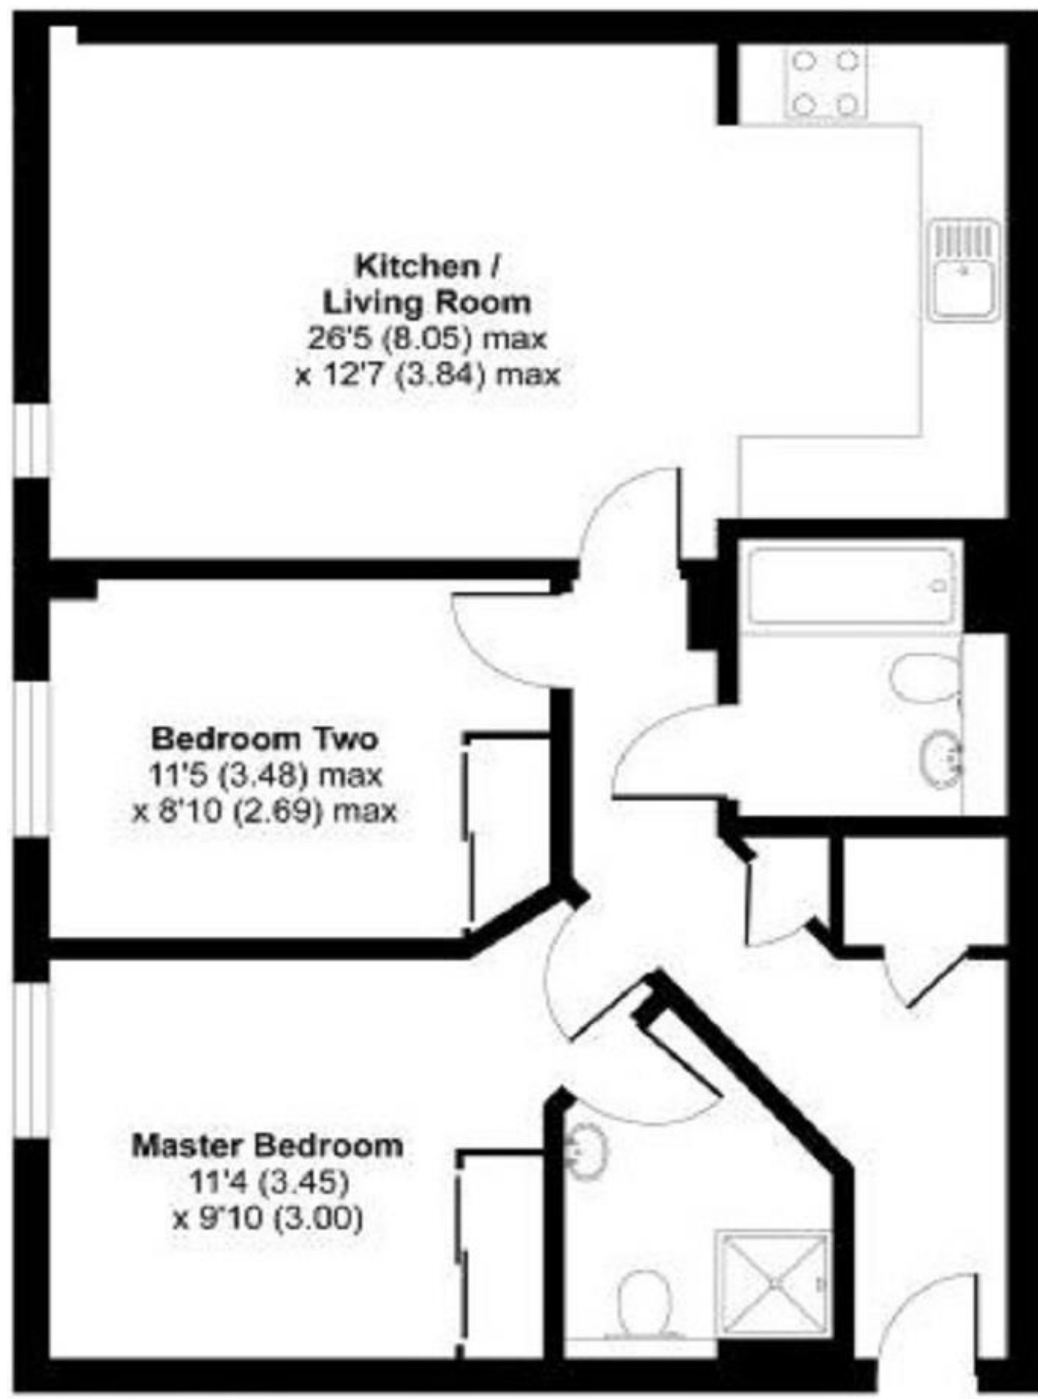 Kitchen /
Living Room
26'5 (8.05) max
x 12'7 (3.84) max
Bedroom Two
11'5 (3.48) max
x 8'10 (2.69) max
Master Bedroom
11'4 (3.45)
x 9'10 (3.00)